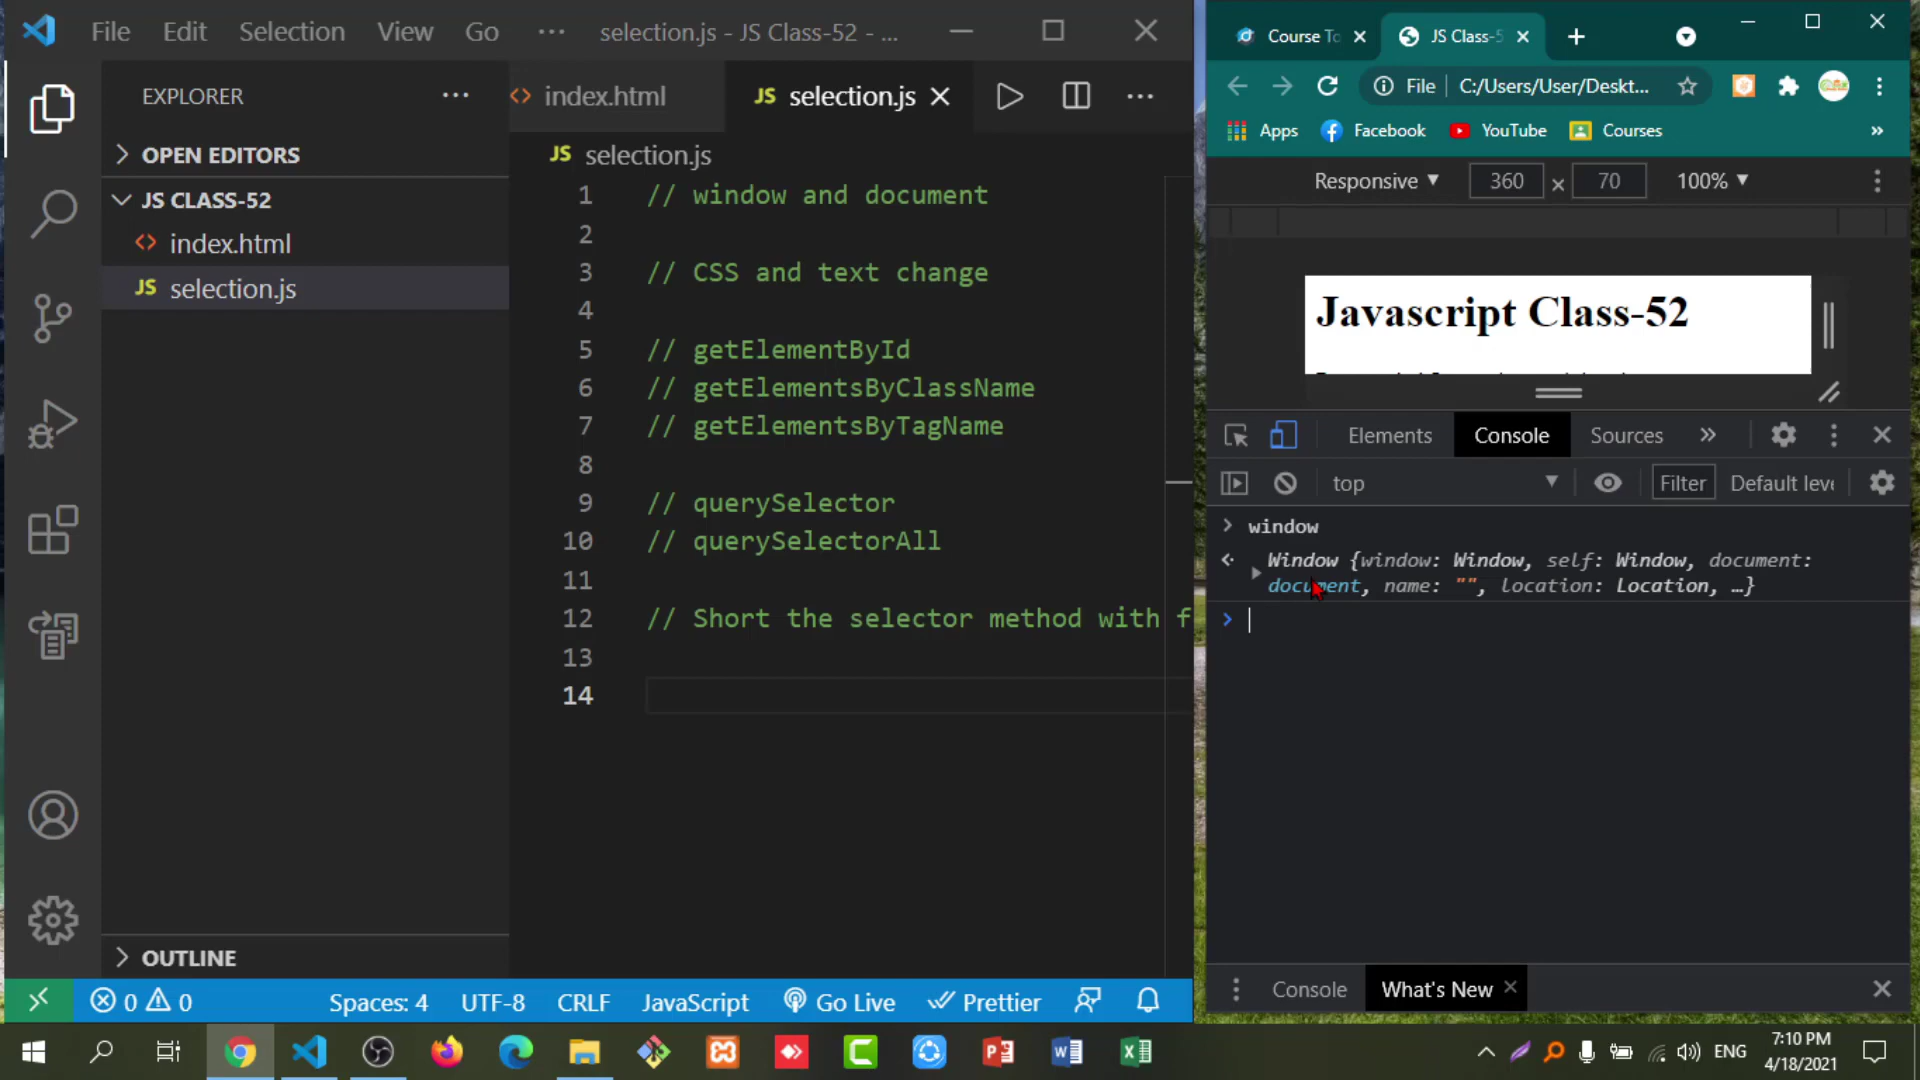 File Edit Selection View Go ··· selection.js - JS Class-52 - ...
EXPLORER ···
OPEN EDITORS
JS CLASS-52
index.html
JS selection.js
index.html
JS selection.js
JS selection.js
1 // window and document
2
3 // CSS and text change
4
5 // getElementById
6 // getElementsByClassName
7 // getElementsByTagName
8
9 // querySelector
10 // querySelectorAll
11
12 // Short the selector method with f
13
14
OUTLINE
0 0 Spaces: 4 UTF-8 CRLF JavaScript Go Live Prettier
Course To JS Class-5
File C:/Users/User/Deskt...
Apps Facebook YouTube Courses »
Responsive 360 × 70 100%
Javascript Class-52
Elements Console Sources »
top Filter Default leve
window
Window {window: Window, self: Window, document:
document, name: "", location: Location, …}
Console What's New
ENG 7:10 PM
4/18/2021